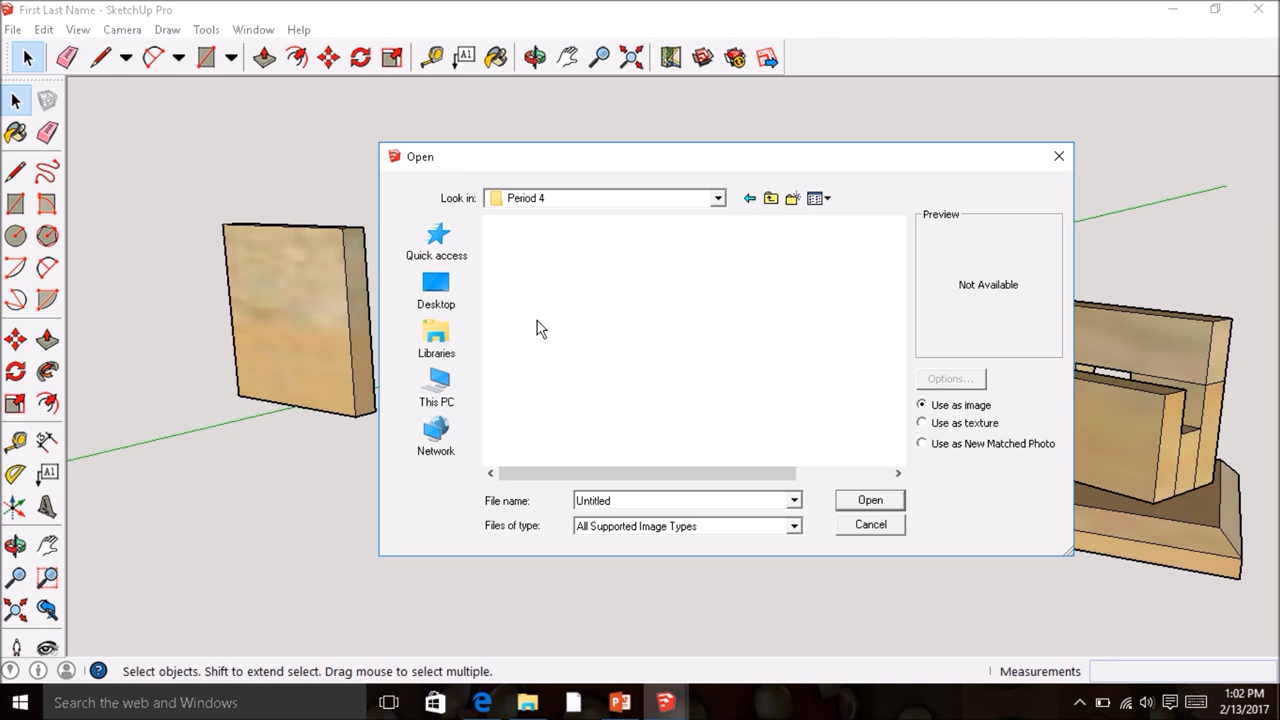 First Last Name - SketchUp Pro
File Edit View Camera Draw Tools Window Help
A1
Open
Look in: Period 4
Quick access
Desktop
Libraries
This PC
Network
Preview
Not Available
Options...
Use as image
Use as texture
Use as New Matched Photo
File name: Untitled Open
Files of type: All Supported Image Types Cancel
A1
Select objects. Shift to extend select. Drag mouse to select multiple. Measurements
Search the web and Windows
1:02 PM
2/13/2017